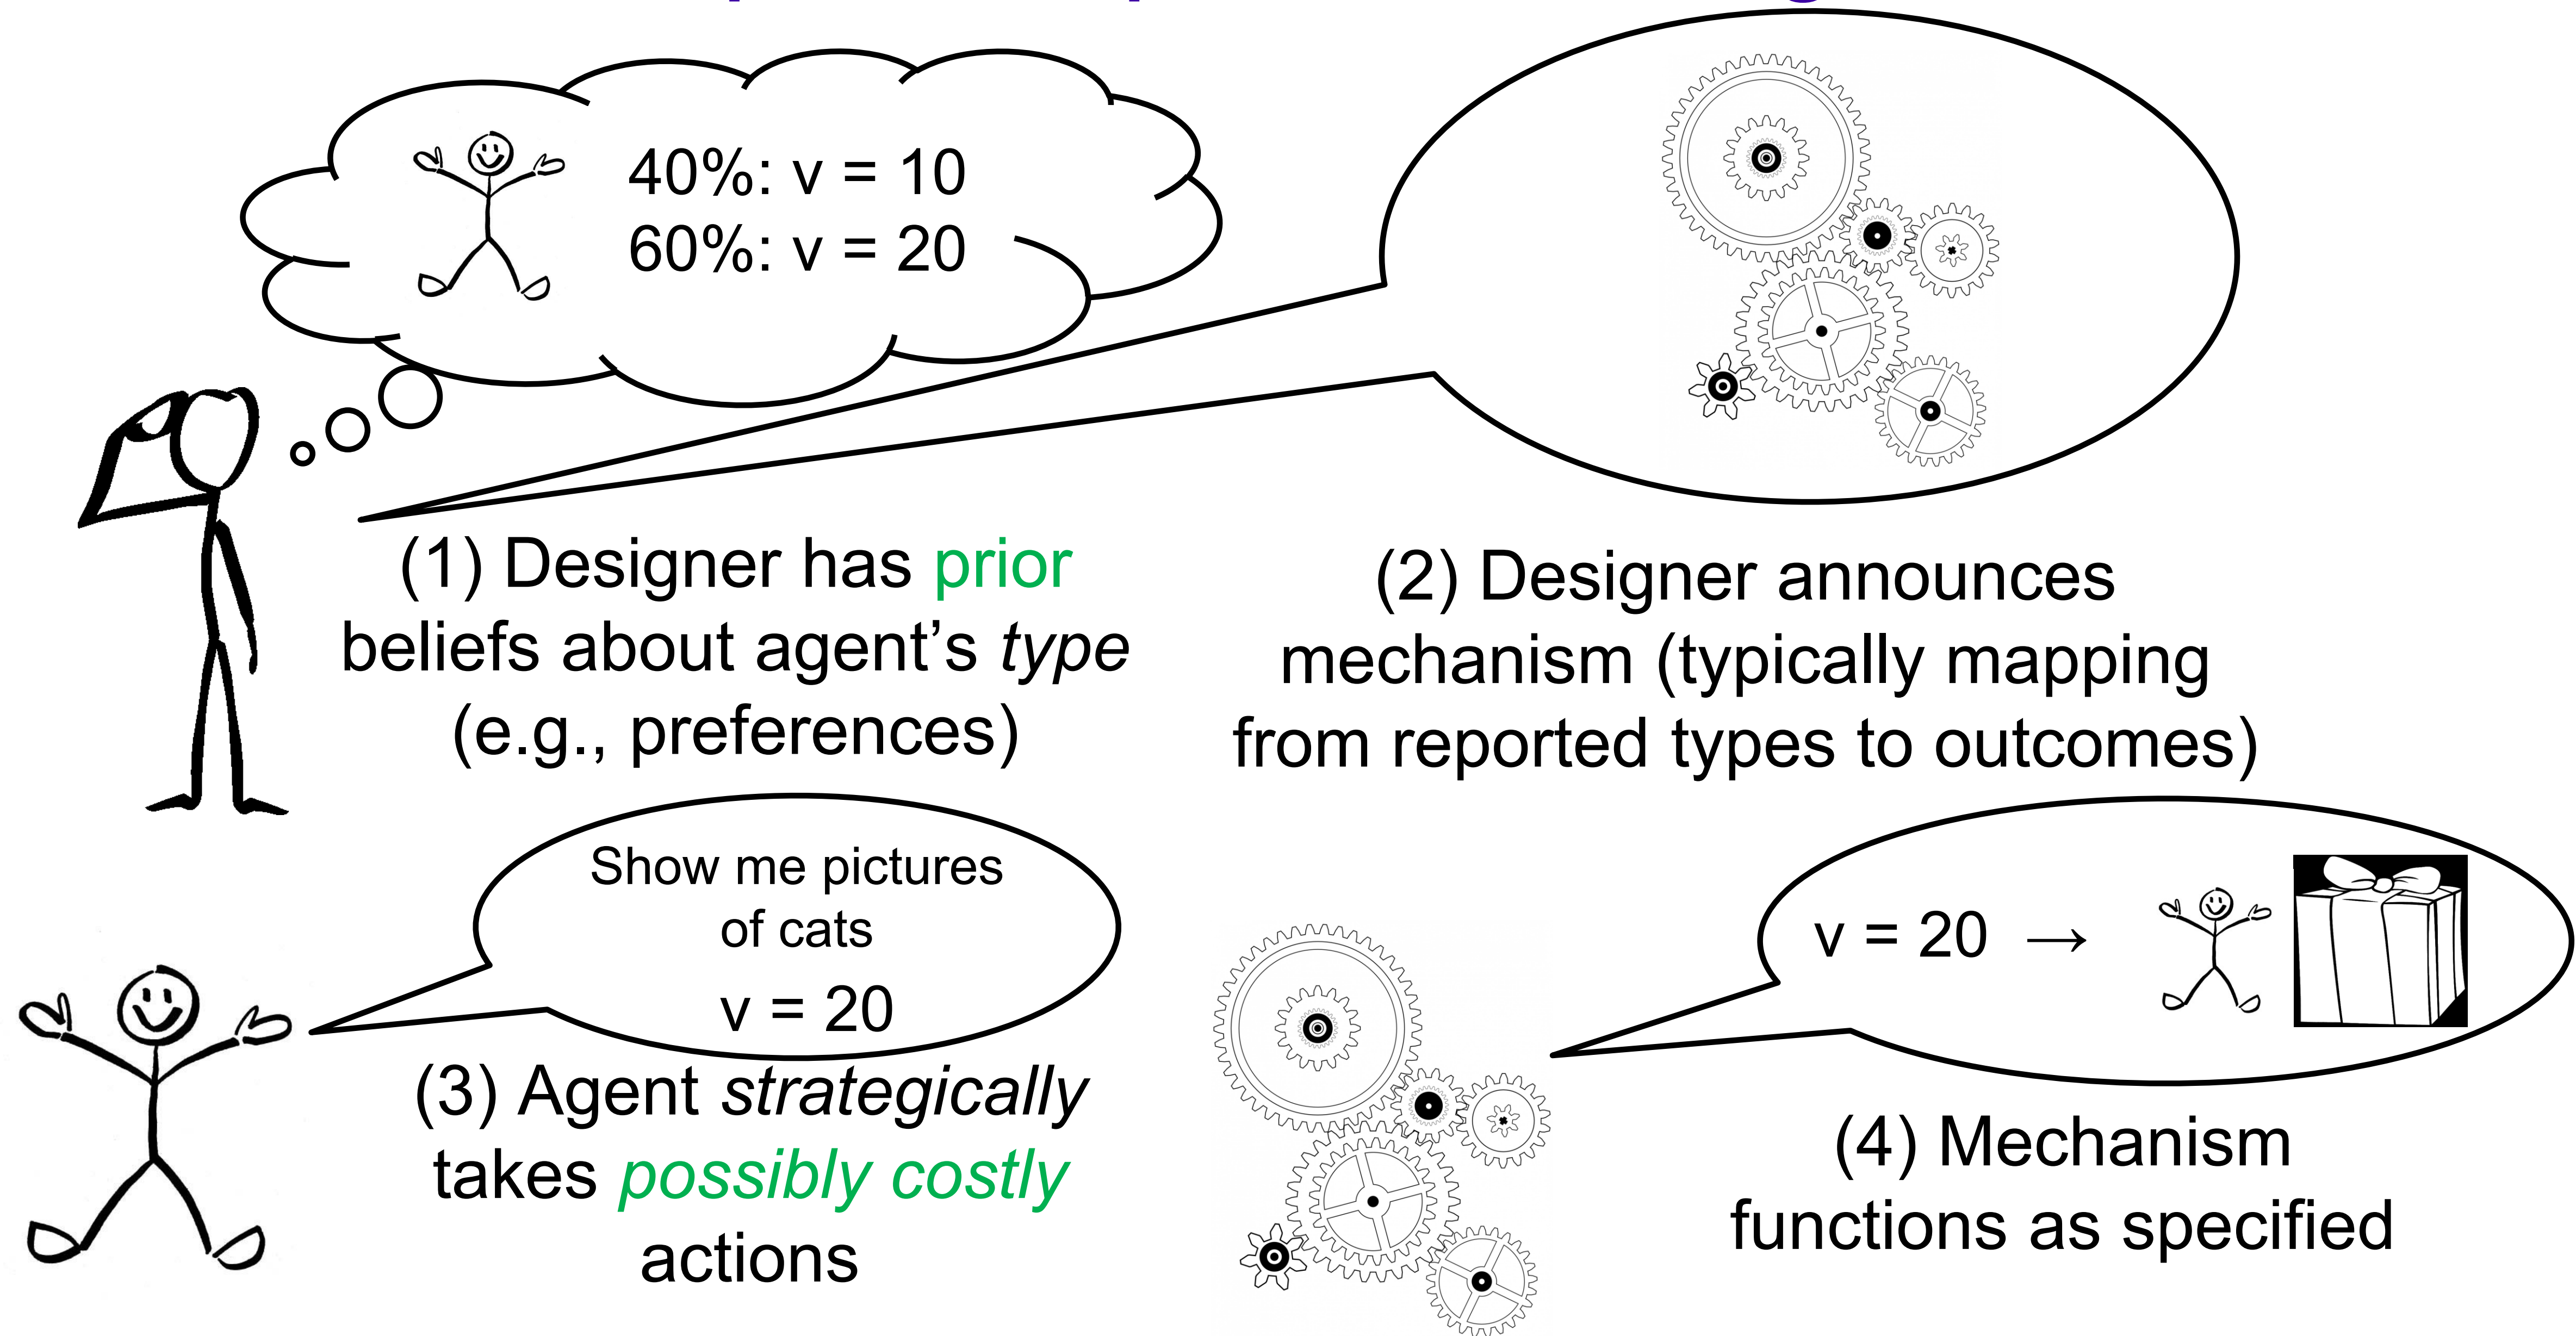 40%: v = 10
60%: v = 20
(1) Designer has prior
beliefs about agent's type
(e.g., preferences)
(2) Designer announces
mechanism (typically mapping
from reported types to outcomes)
Show me pictures
of cats
v = 20
(3) Agent strategically
takes possibly costly
actions
v = 20 →
(4) Mechanism
functions as specified